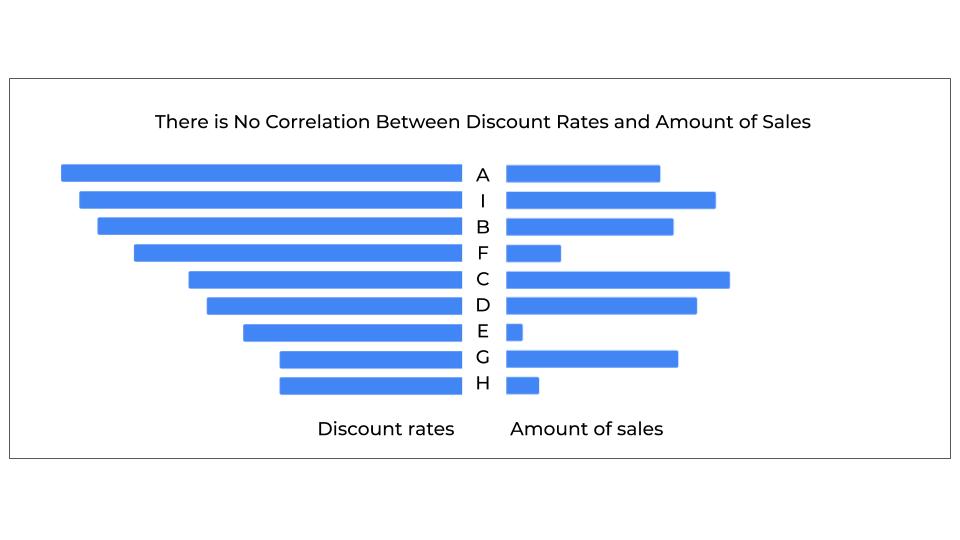 There is No Correlation Between Discount Rates and Amount of Sales
A
I
B
F
C
D
E
G
H
Discount rates
Amount of sales